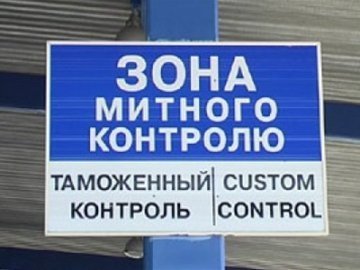 ЗОНА
МИТНОГО
КОНТРОЛЮ
ТАМОЖЕННЫЙ
КОНТРОЛЬ
CUSTOM
CONTROL